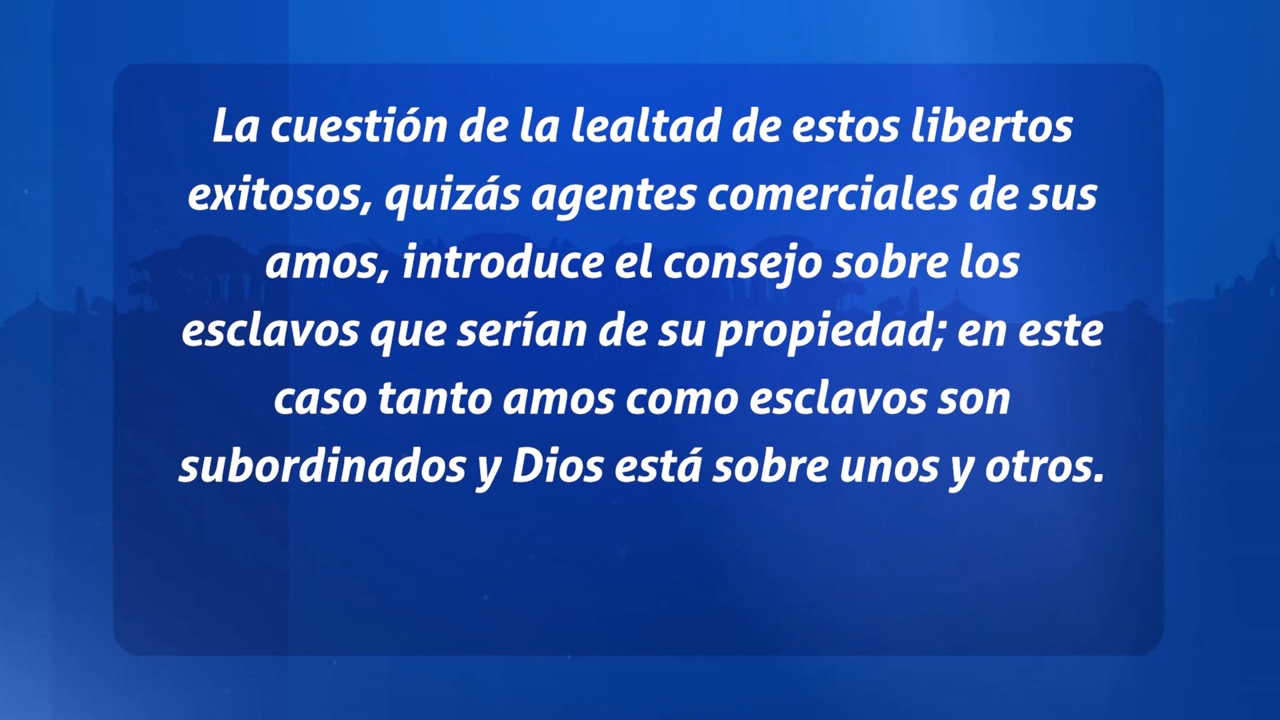 La cuestión de la lealtad de estos libertos
exitosos, quizás agentes comerciales de sus
amos, introduce el consejo sobre los
esclavos que serían de su propiedad; en este
caso tanto amos como esclavos son
subordinados y Dios está sobre unos y otros.